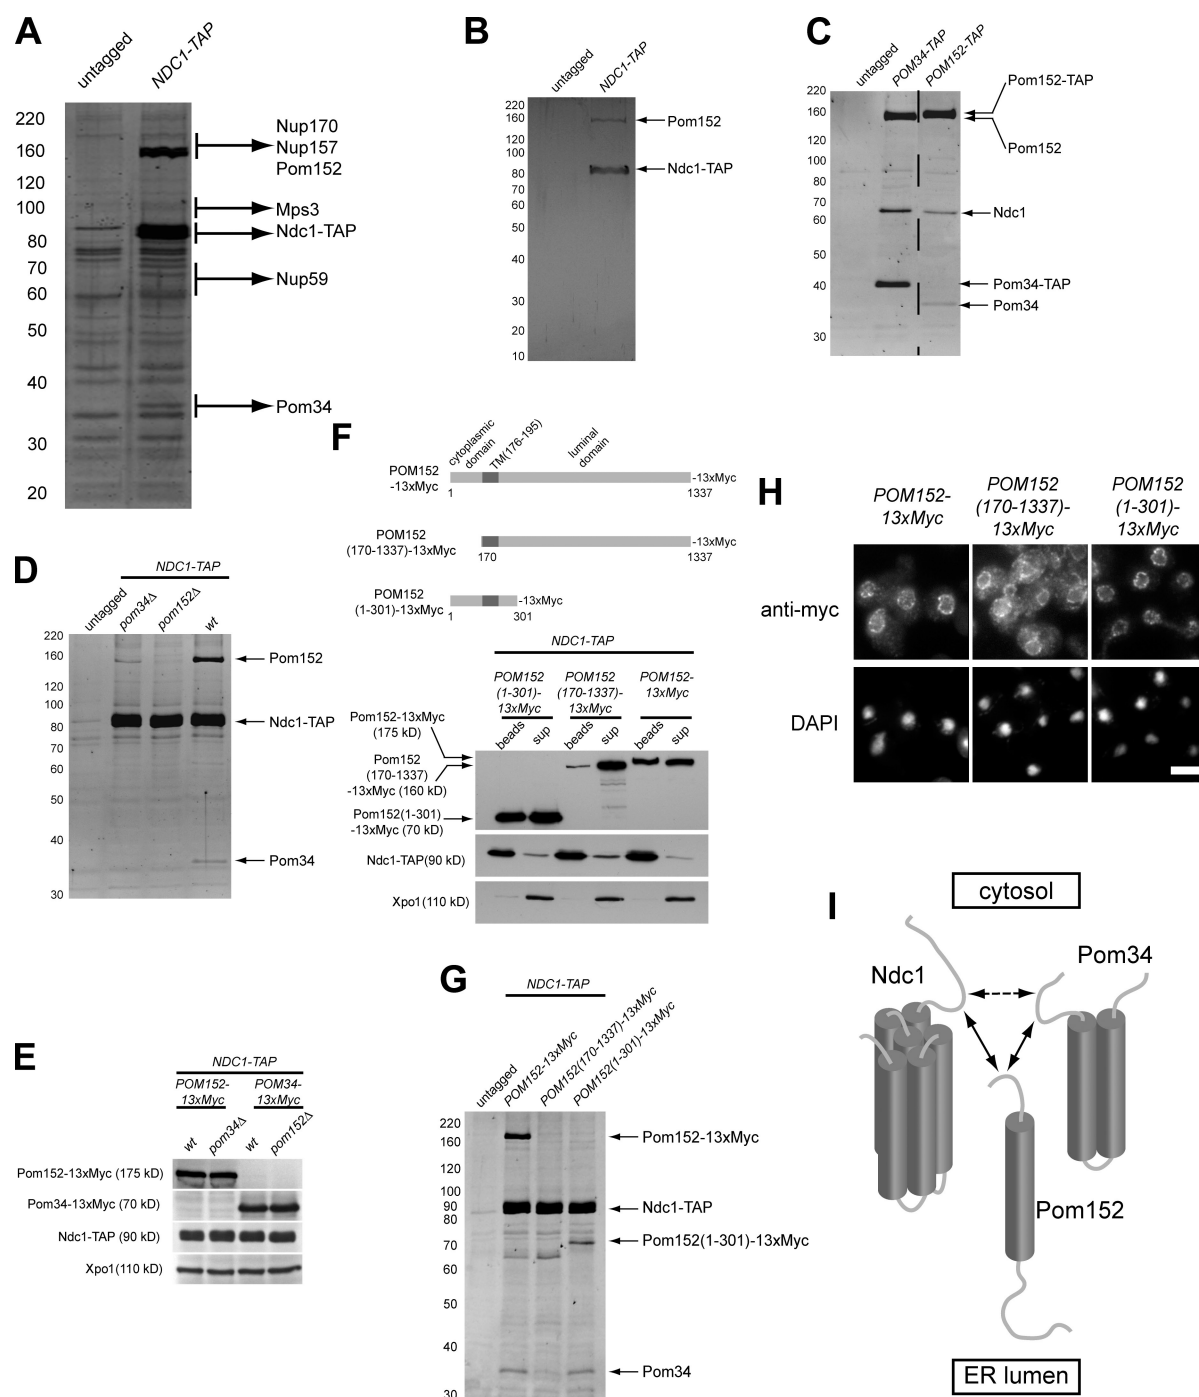 A
untagged
NDC1-TAP
220
160
120
100
80
70
60
50
40
30
20
Nup170
Nup157
Pom152
Mps3
Ndc1-TAP
Nup59
Pom34
B
untagged
NDC1-TAP
220
160
120
100
80
70
60
50
40
30
20
10
Pom152
Ndc1-TAP
C
untagged
POM34-TAP
POM152-TAP
220
160
120
100
80
70
60
50
40
30
Pom152-TAP
Pom152
Ndc1
Pom34-TAP
Pom34
D
NDC1-TAP
untagged
pom34Δ
pom152Δ
wt
220
160
120
100
80
70
60
50
40
30
Pom152
Ndc1-TAP
Pom34
E
NDC1-TAP
POM152-
13xMyc
POM34-
13xMyc
wt
pom34Δ
wt
pom152Δ
Pom152-13xMyc (175 kD)
Pom34-13xMyc (70 kD)
Ndc1-TAP (90 kD)
Xpo1(110 kD)
F
cytoplasmic
domain
TM(176-195)
luminal
domain
POM152
-13xMyc
-13xMyc
1
1337
POM152
(170-1337)-13xMyc
-13xMyc
170
1337
POM152
(1-301)-13xMyc
-13xMyc
1
301
NDC1-TAP
POM152
(1-301)-
13xMyc
POM152
(170-1337)-
13xMyc
POM152-
13xMyc
beads
sup
beads
sup
beads
sup
Pom152-13xMyc
(175 kD)
Pom152
(170-1337)
-13xMyc (160 kD)
Pom152(1-301)
-13xMyc (70 kD)
Ndc1-TAP(90 kD)
Xpo1(110 kD)
G
NDC1-TAP
untagged
POM152-13xMyc
POM152(170-1337)-13xMyc
POM152(1-301)-13xMyc
220
160
120
100
90
80
70
60
50
40
30
Pom152-13xMyc
Ndc1-TAP
Pom152(1-301)-13xMyc
Pom34
H
POM152-
13xMyc
POM152
(170-1337)-
13xMyc
POM152
(1-301)-
13xMyc
anti-myc
DAPI
I
cytosol
Ndc1
Pom34
Pom152
ER lumen